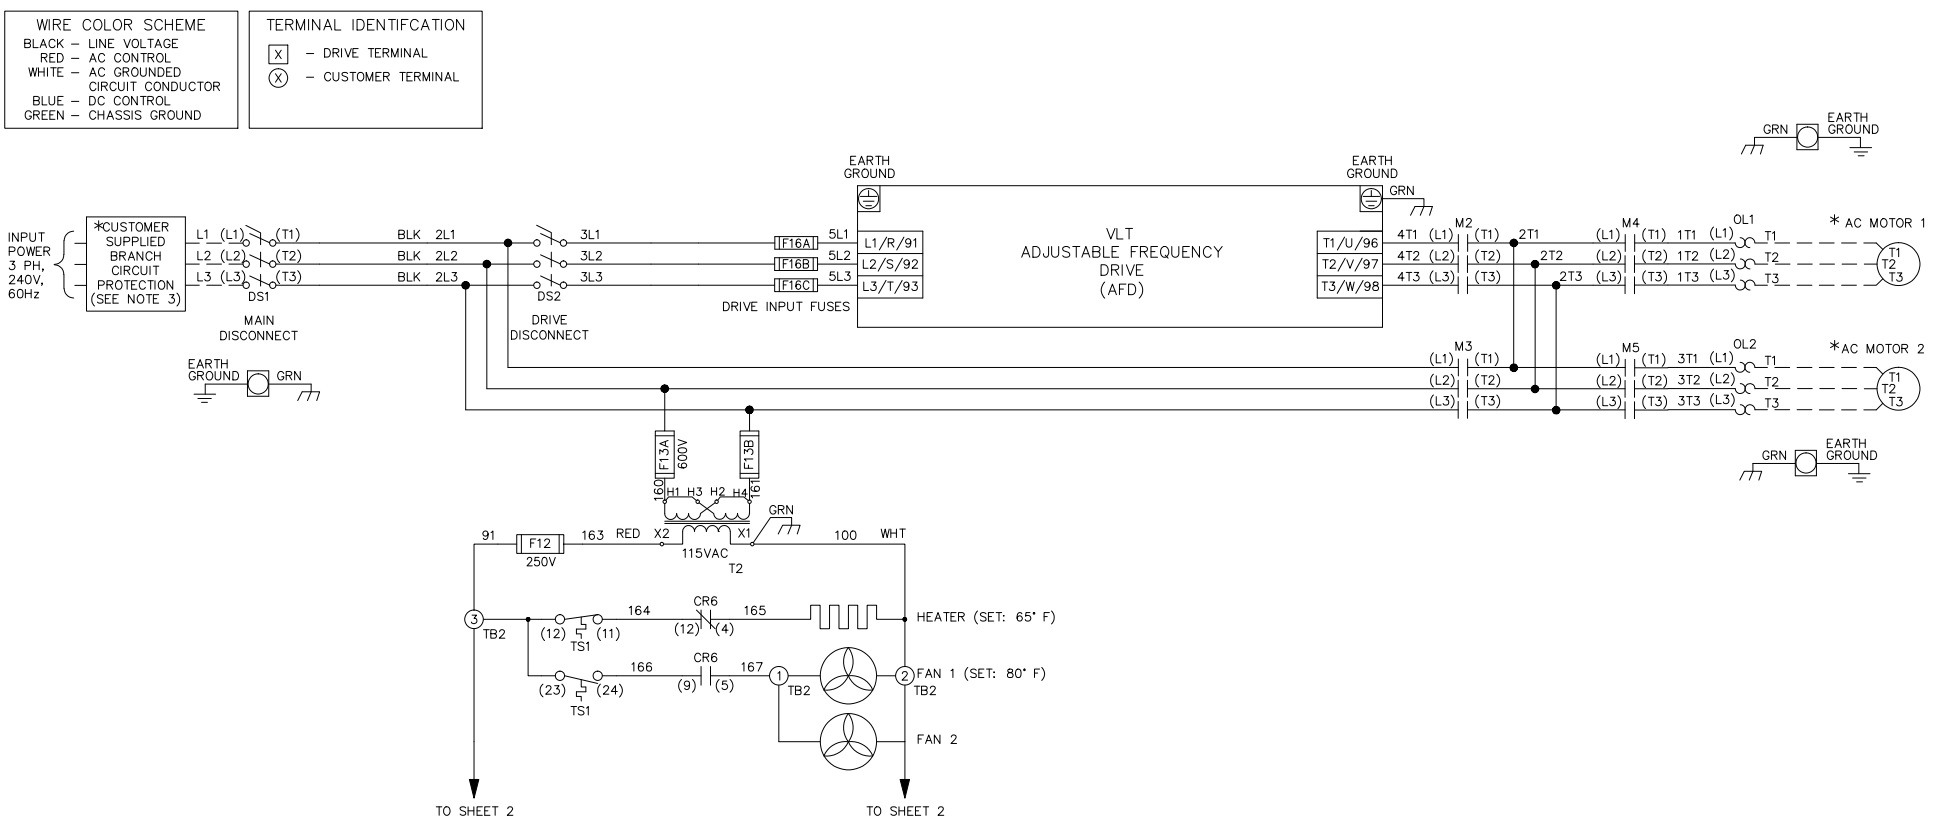 WIRE COLOR SCHEME
BLACK – LINE VOLTAGE
RED – AC CONTROL
WHITE – AC GROUNDED
CIRCUIT CONDUCTOR
BLUE – DC CONTROL
GREEN – CHASSIS GROUND
TERMINAL IDENTIFCATION
X – DRIVE TERMINAL
X – CUSTOMER TERMINAL
GRN
EARTH
GROUND
EARTH
GROUND
EARTH
GROUND
GRN
INPUT
POWER
3 PH,
240V,
60Hz
*CUSTOMER
SUPPLIED
BRANCH
CIRCUIT
PROTECTION
(SEE NOTE 3)
L1 (L1) (T1) BLK 2L1 3L1 F16A 5L1 L1/R/91
L2 (L2) (T2) BLK 2L2 3L2 F16B 5L2 L2/S/92
L3 (L3) (T3) BLK 2L3 3L3 F16C 5L3 L3/T/93
DS1
MAIN
DISCONNECT
DS2
DRIVE
DISCONNECT
DRIVE INPUT FUSES
VLT
ADJUSTABLE FREQUENCY
DRIVE
(AFD)
M2 M4 OL1 * AC MOTOR 1
T1/U/96 4T1 (L1) (T1) 2T1 (L1) (T1) 1T1 (L1) T1
T2/V/97 4T2 (L2) (T2) 2T2 (L2) (T2) 1T2 (L2) T2
T3/W/98 4T3 (L3) (T3) 2T3 (L3) (T3) 1T3 (L3) T3
T1
T2
T3
M3 M5 OL2 *AC MOTOR 2
(L1) (T1) (L1) (T1) 3T1 (L1) T1
(L2) (T2) (L2) (T2) 3T2 (L2) T2
(L3) (T3) (L3) (T3) 3T3 (L3) T3
T1
T2
T3
EARTH
GROUND GRN
GRN
EARTH
GROUND
F13A
600V
F13B
160
161
H1 H3 H2 H4
GRN
91 F12 163 RED X2 X1 100 WHT
250V
115VAC
T2
3
TB2
(12) (11)
TS1
164
CR6
(12) (4)
165
HEATER (SET: 65° F)
(23) (24)
TS1
166
CR6
(9) (5)
167
1
TB2
2
TB2
FAN 1 (SET: 80° F)
FAN 2
TO SHEET 2
TO SHEET 2